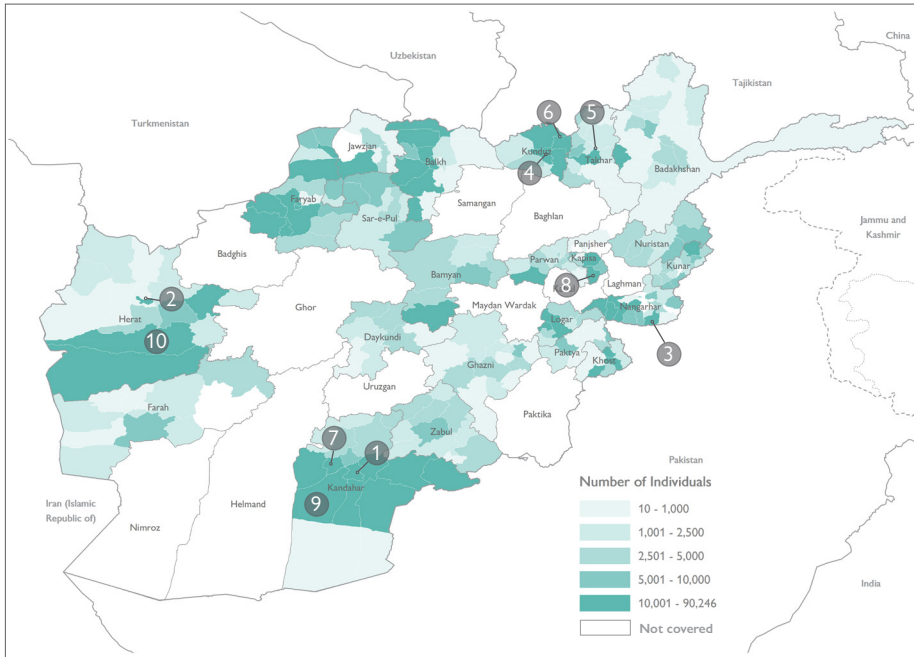 China
Uzbekistan
Tajikistan
Turkmenistan
6
5
Jawzjan
Balkh
Kunduz
Takhar
4
Badakhshan
Faryab
Samangan
Sar-e-Pul
Baghlan
Jammu and
Kashmir
Panjsher
Nuristan
Badghis
Parwan
Kapisa
Bamyan
Kunar
8
Laghman
2
Ghor
Maydan Wardak
Nangarhar
Herat
Logar
10
Daykundi
3
Paktya
Khost
Ghazni
Uruzgan
Farah
Paktika
Zabul
7
1
Pakistan
Kandahar
Iran (Islamic
Republic of)
Helmand
9
Nimroz
India
Number of Individuals
10 - 1,000
1,001 - 2,500
2,501 - 5,000
5,001 - 10,000
10,001 - 90,246
Not covered